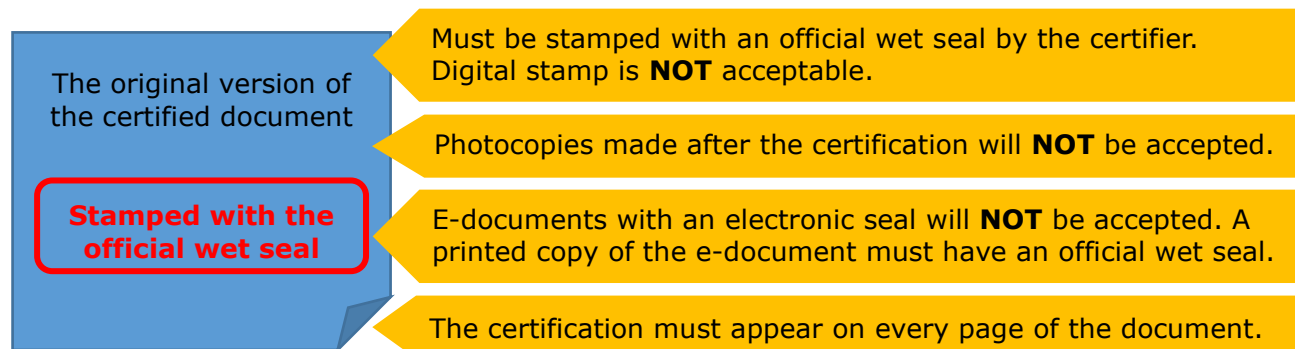 The original version of
the certified document
Stamped with the
official wet seal
Must be stamped with an official wet seal by the certifier.
Digital stamp is NOT acceptable.
Photocopies made after the certification will NOT be accepted.
E-documents with an electronic seal will NOT be accepted. A
printed copy of the e-document must have an official wet seal.
The certification must appear on every page of the document.